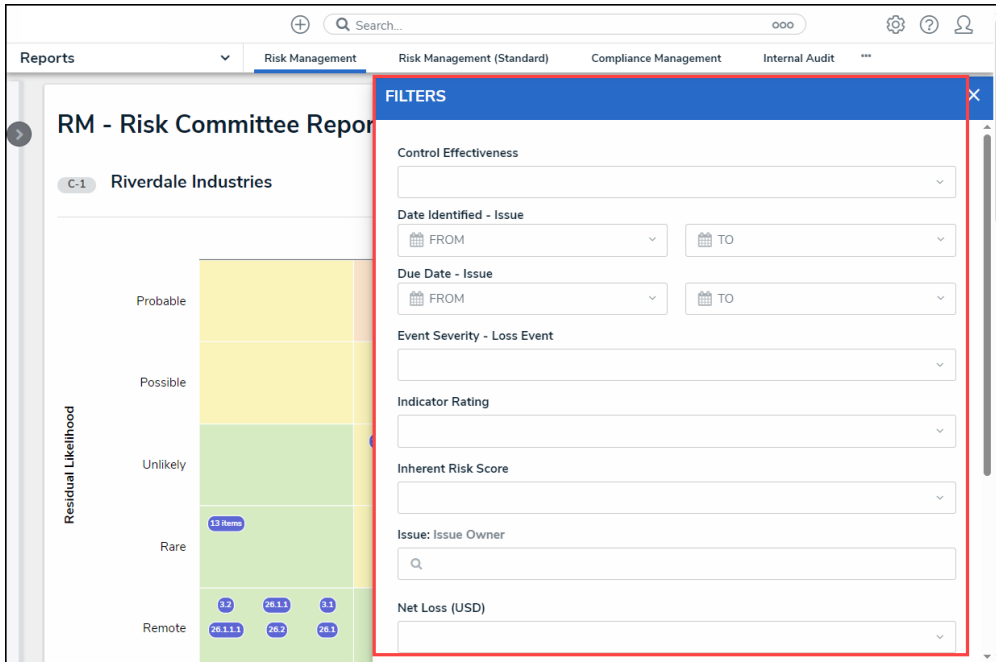 Search...
Reports
Risk Management
Risk Management (Standard)
Compliance Management
Internal Audit
RM - Risk Committee Repor
C-1 Riverdale Industries
Residual Likelihood
Probable
Possible
Unlikely
Rare
13 items
Remote
3.2 26.1.1 3.1
26.1.1.1 26.2 26.1
FILTERS
Control Effectiveness
Date Identified - Issue
FROM TO
Due Date - Issue
FROM TO
Event Severity - Loss Event
Indicator Rating
Inherent Risk Score
Issue: Issue Owner
Net Loss (USD)